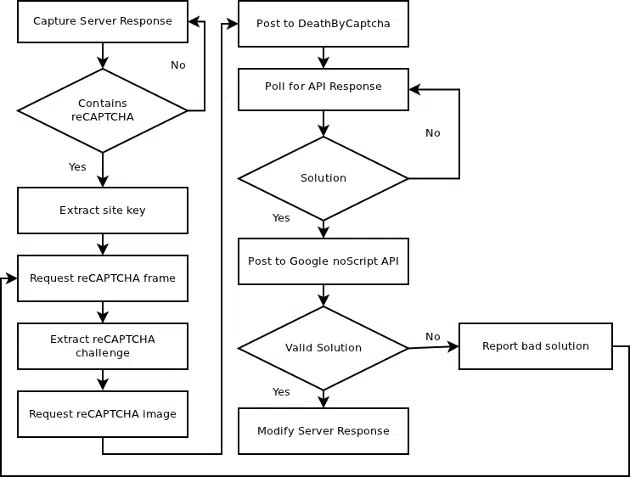 Capture Server Response
No
Contains
reCAPTCHA
Yes
Extract site key
Request reCAPTCHA frame
Extract reCAPTCHA
challenge
Request reCAPTCHA image
Post to DeathByCaptcha
Poll for API Response
No
Solution
Yes
Post to Google noScript API
Valid Solution
No
Report bad solution
Yes
Modify Server Response